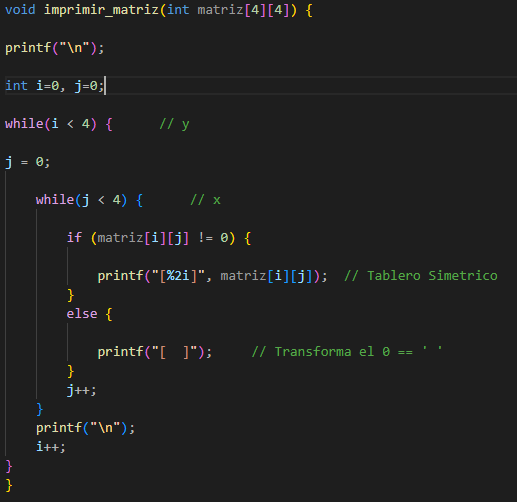 void imprimir_matriz(int matriz[4][4]) {
printf("\n");
int i=0, j=0;
while(i < 4) {      // y
j = 0;
    while(j < 4) {      // x
        if (matriz[i][j] != 0) {
            printf("[%2i]", matriz[i][j]);  // Tablero Simetrico
        }
        else {
            printf("[  ]");     // Transforma el 0 == ' '
        }
        j++;
    }
    printf("\n");
    i++;
}
}